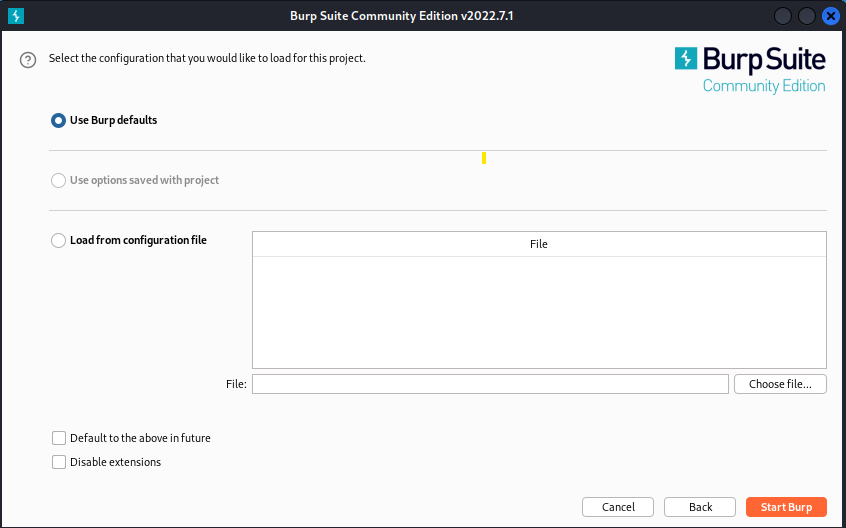 Burp Suite Community Edition v2022.7.1
Select the configuration that you would like to load for this project.
Burp Suite
Community Edition
Use Burp defaults
Use options saved with project
Load from configuration file
File
File:
Choose file...
Default to the above in future
Disable extensions
Cancel
Back
Start Burp